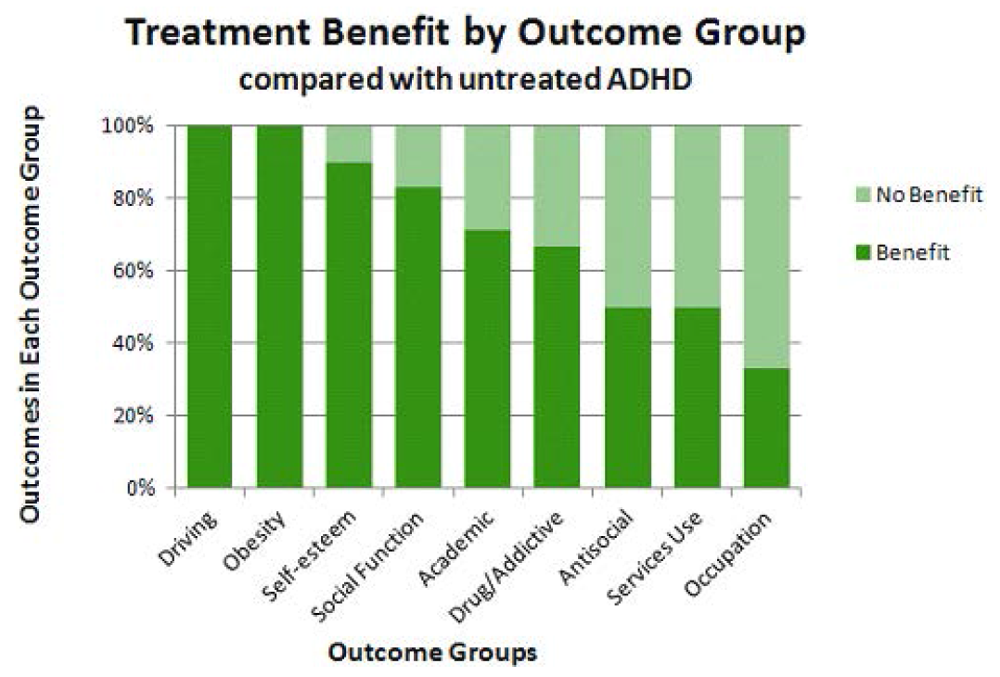 Treatment Benefit by Outcome Group
compared with untreated ADHD
Outcomes in Each Outcome Group
100%
80%
60%
40%
20%
0%
Driving
Obesity
Self-esteem
Social Function
Academic
Drug/Addictive
Antisocial
Services Use
Occupation
Outcome Groups
No Benefit
Benefit